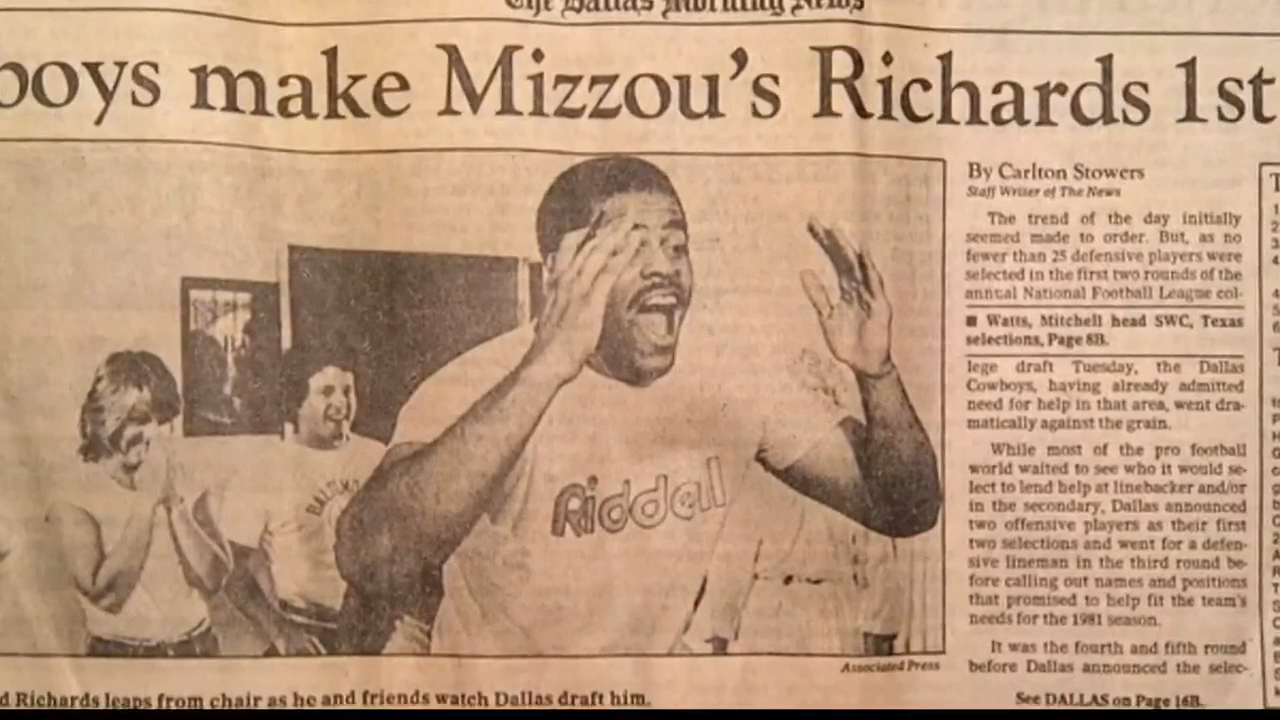 The Dallas Morning News
boys make Mizzou's Richards 1st
By Carlton Stowers
Staff Writer of The News
The trend of the day initially
seemed made to order. But, as no
fewer than 25 defensive players were
selected in the first two rounds of the
annual National Football League col-
■ Watts, Mitchell head SWC, Texas
selections, Page 8B.
lege draft Tuesday, the Dallas
Cowboys, having already admitted
need for help in that area, went dra-
matically against the grain.
While most of the pro football
world waited to see who it would se-
lect to lend help at linebacker and/or
in the secondary, Dallas announced
two offensive players as their first
two selections and went for a defen-
sive lineman in the third round be-
fore calling out names and positions
that promised to help fit the team's
needs for the 1981 season.
It was the fourth and fifth round
before Dallas announced the selec-
See DALLAS on Page 16B.
Riddell
Associated Press
d Richards leaps from chair as he and friends watch Dallas draft him.